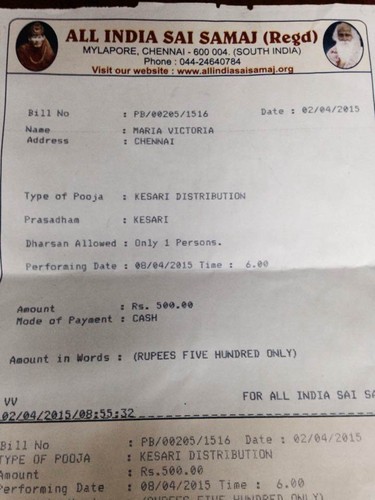 ALL INDIA SAI SAMAJ (Regd)
MYLAPORE, CHENNAI - 600 004. (SOUTH INDIA)
Phone : 044-24640784
Visit our website : www.allindiasaisamaj.org
Bill No : PB/00205/1516 Date : 02/04/2015
Name : MARIA VICTORIA
Address : CHENNAI
Type of Pooja : KESARI DISTRIBUTION
Prasadham : KESARI
Dharsan Allowed : Only 1 Persons.
Performing Date : 08/04/2015 Time : 6.00
Amount : Rs. 500.00
Mode of Payment : CASH
Amount in Words : (RUPEES FIVE HUNDRED ONLY)
VV FOR ALL INDIA SAI SA
02/04/2015/08:55:32
Bill No : PB/00205/1516 Date : 02/04/2015
TYPE OF POOJA : KESARI DISTRIBUTION
Amount : Rs.500.00
Performing Date : 08/04/2015 Time : 6.00
(RUPEES FIVE HUNDRED ONLY)